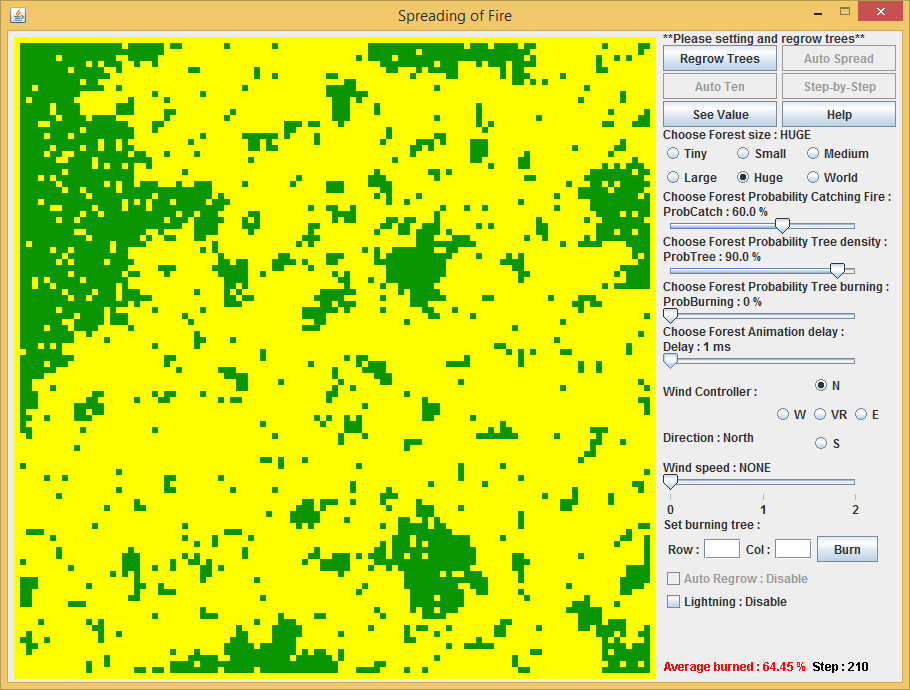 Spreading of Fire
**Please setting and regrow trees**
Regrow Trees Auto Spread
Auto Ten Step-by-Step
See Value Help
Choose Forest size : HUGE
Tiny Small Medium
Large Huge World
Choose Forest Probability Catching Fire :
ProbCatch : 60.0 %
Choose Forest Probability Tree density :
ProbTree : 90.0 %
Choose Forest Probability Tree burning :
ProbBurning : 0 %
Choose Forest Animation delay :
Delay : 1 ms
N
Wind Controller :
W VR E
Direction : North
S
Wind speed : NONE
0 1 2
Set burning tree :
Row : Col : Burn
Auto Regrow : Disable
Lightning : Disable
Average burned : 64.45 % Step : 210